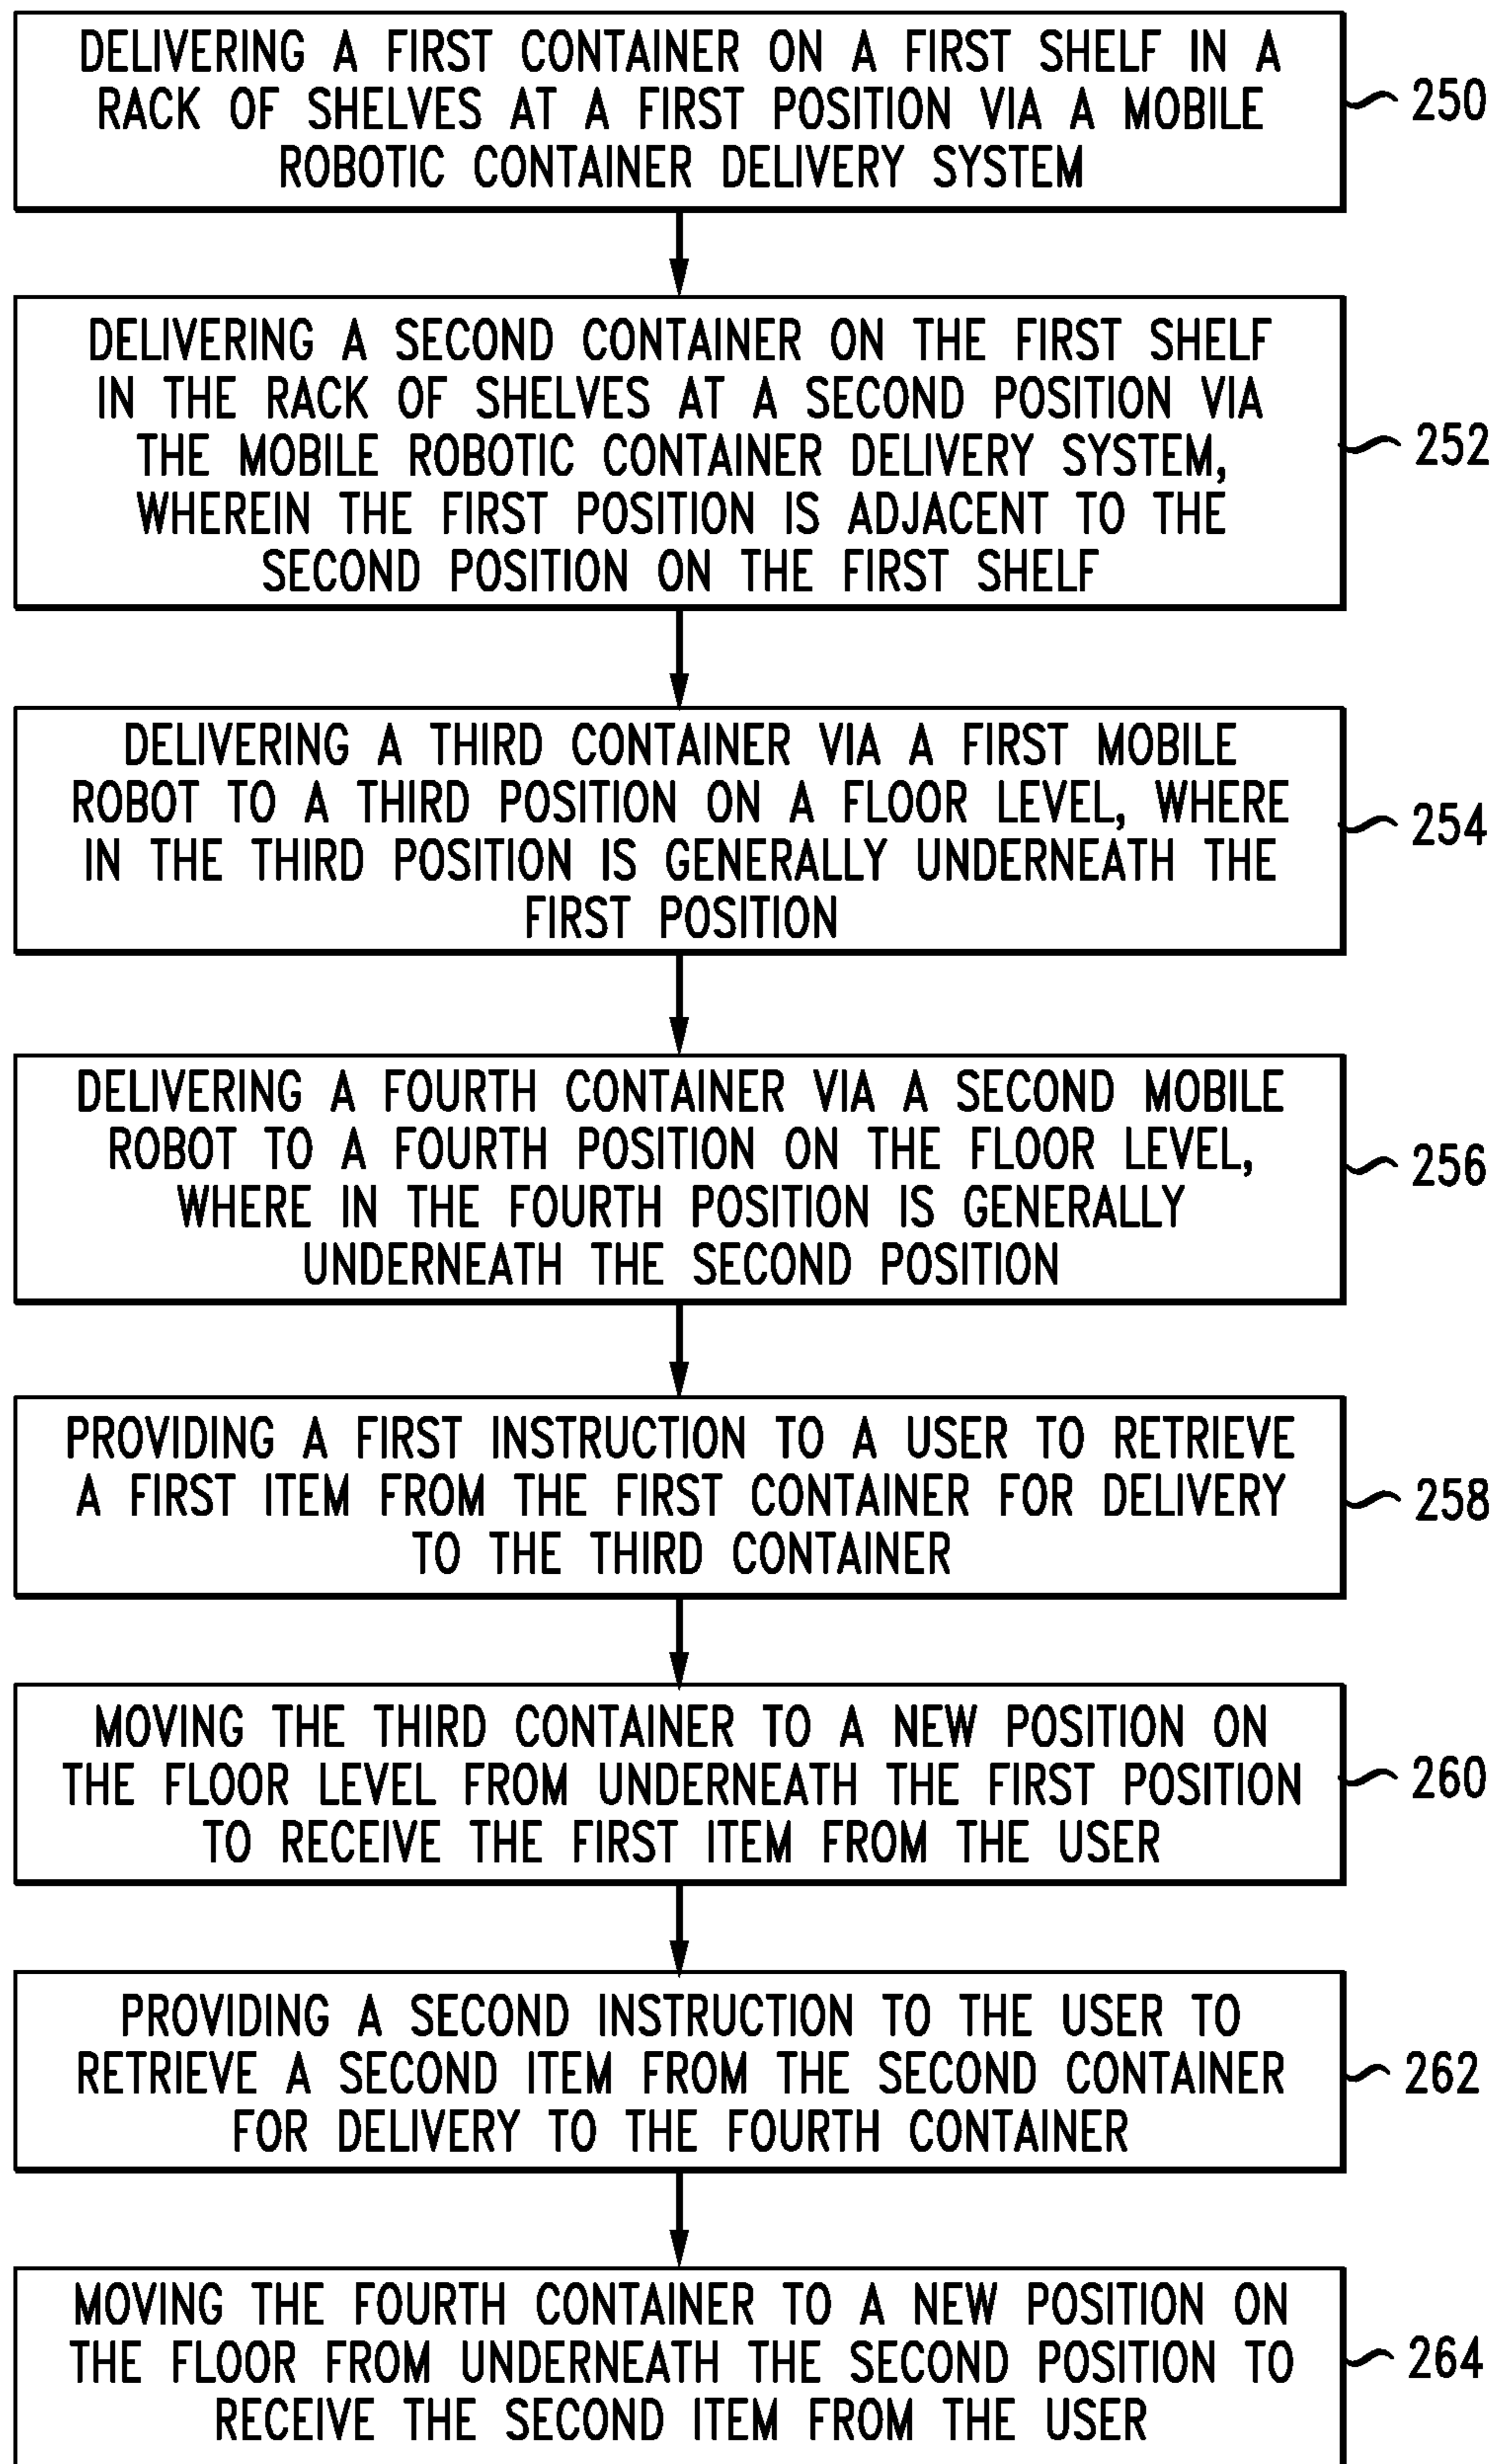 DELIVERING A FIRST CONTAINER ON A FIRST SHELF IN A
RACK OF SHELVES AT A FIRST POSITION VIA A MOBILE
ROBOTIC CONTAINER DELIVERY SYSTEM
250
DELIVERING A SECOND CONTAINER ON THE FIRST SHELF
IN THE RACK OF SHELVES AT A SECOND POSITION VIA
THE MOBILE ROBOTIC CONTAINER DELIVERY SYSTEM,
WHEREIN THE FIRST POSITION IS ADJACENT TO THE
SECOND POSITION ON THE FIRST SHELF
252
DELIVERING A THIRD CONTAINER VIA A FIRST MOBILE
ROBOT TO A THIRD POSITION ON A FLOOR LEVEL, WHERE
IN THE THIRD POSITION IS GENERALLY UNDERNEATH THE
FIRST POSITION
254
DELIVERING A FOURTH CONTAINER VIA A SECOND MOBILE
ROBOT TO A FOURTH POSITION ON THE FLOOR LEVEL,
WHERE IN THE FOURTH POSITION IS GENERALLY
UNDERNEATH THE SECOND POSITION
256
PROVIDING A FIRST INSTRUCTION TO A USER TO RETRIEVE
A FIRST ITEM FROM THE FIRST CONTAINER FOR DELIVERY
TO THE THIRD CONTAINER
258
MOVING THE THIRD CONTAINER TO A NEW POSITION ON
THE FLOOR LEVEL FROM UNDERNEATH THE FIRST POSITION
TO RECEIVE THE FIRST ITEM FROM THE USER
260
PROVIDING A SECOND INSTRUCTION TO THE USER TO
RETRIEVE A SECOND ITEM FROM THE SECOND CONTAINER
FOR DELIVERY TO THE FOURTH CONTAINER
262
MOVING THE FOURTH CONTAINER TO A NEW POSITION ON
THE FLOOR FROM UNDERNEATH THE SECOND POSITION TO
RECEIVE THE SECOND ITEM FROM THE USER
264